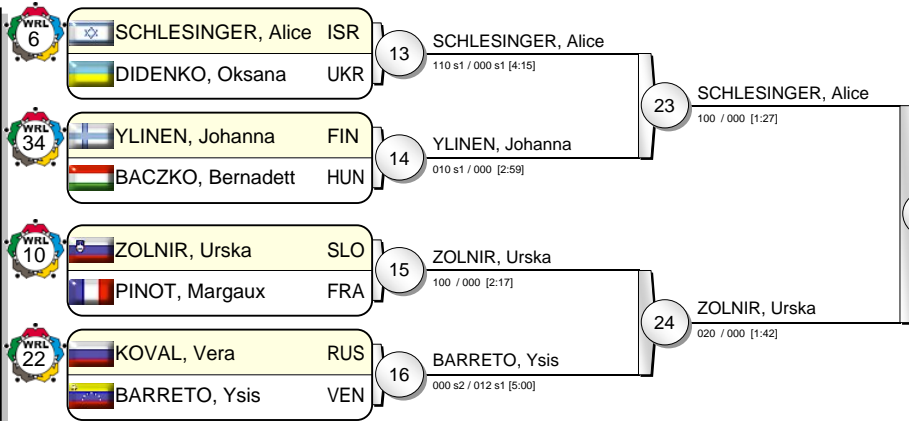 WRL
6
SCHLESINGER, Alice ISR
DIDENKO, Oksana UKR
13
SCHLESINGER, Alice
110 s1 / 000 s1 [4:15]
WRL
34
YLINEN, Johanna FIN
BACZKO, Bernadett HUN
14
YLINEN, Johanna
010 s1 / 000 [2:59]
23
SCHLESINGER, Alice
100 / 000 [1:27]
WRL
10
ZOLNIR, Urska SLO
PINOT, Margaux FRA
15
ZOLNIR, Urska
100 / 000 [2:17]
WRL
22
KOVAL, Vera RUS
BARRETO, Ysis VEN
16
BARRETO, Ysis
000 s2 / 012 s1 [5:00]
24
ZOLNIR, Urska
020 / 000 [1:42]